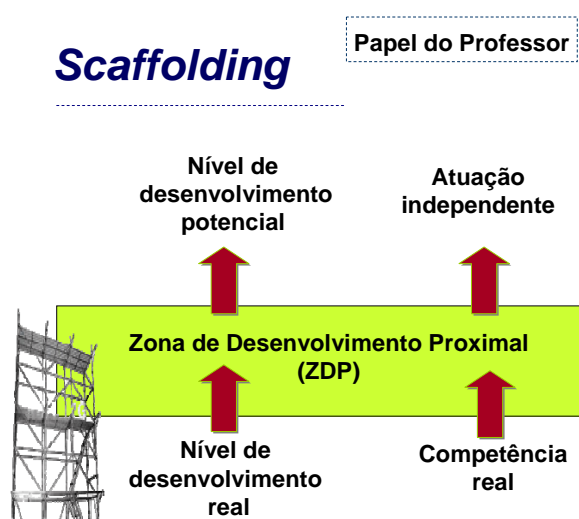 Papel do Professor
Scaffolding
Nível de
desenvolvimento
potencial
Atuação
independente
Zona de Desenvolvimento Proximal
(ZDP)
Nível de
desenvolvimento
real
Competência
real